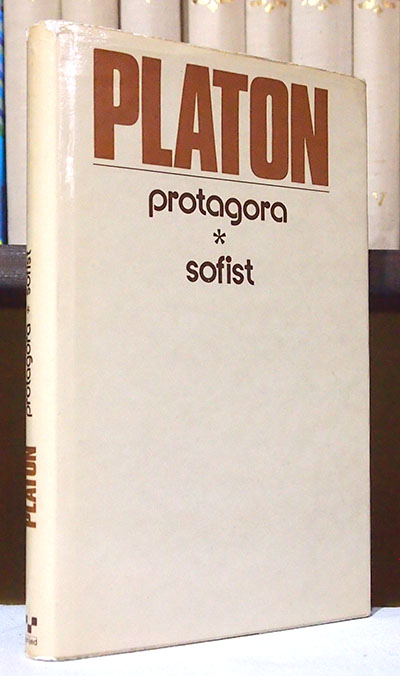 PLATON
protagora
*
sofist
PLATON protagora * sofist